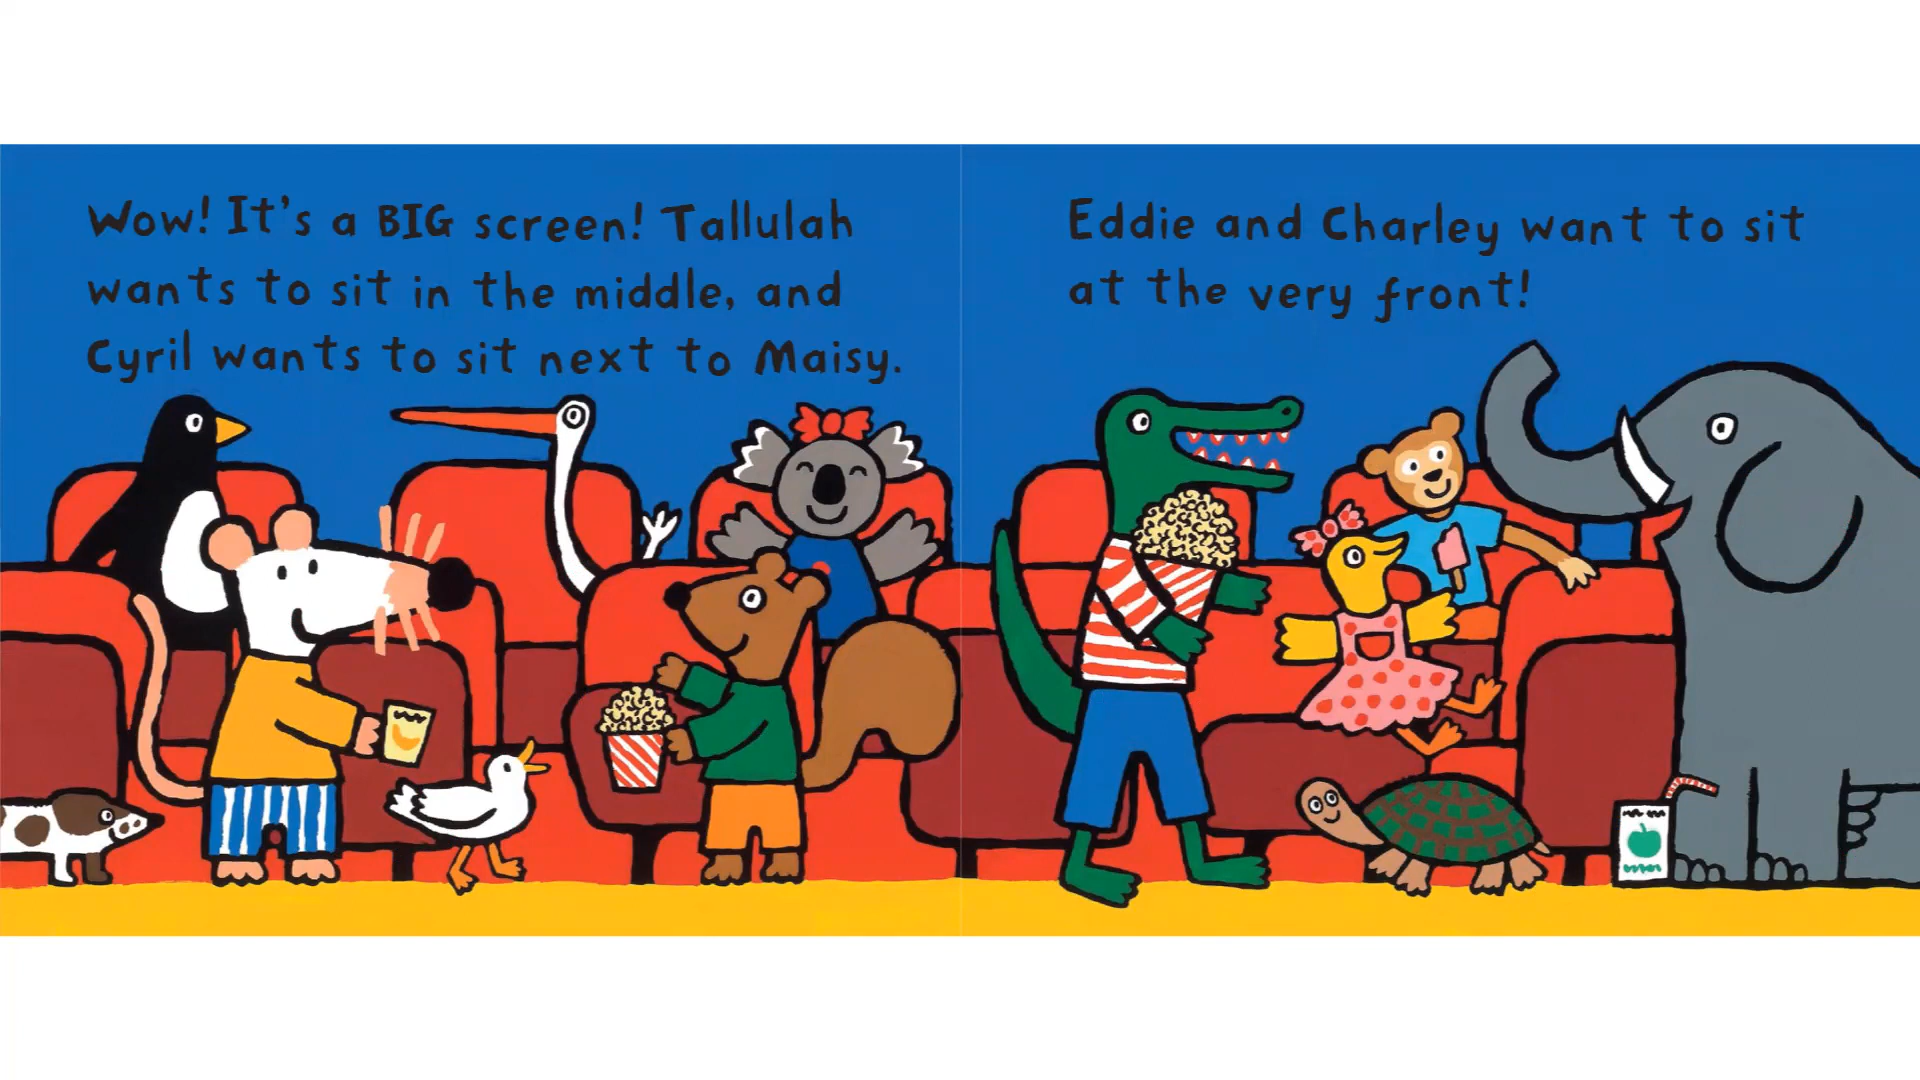 Wow! It's a BIG screen! Tallulah
wants to sit in the middle, and
Cyril wants to sit next to Maisy.
Eddie and Charley want to sit
at the very front!